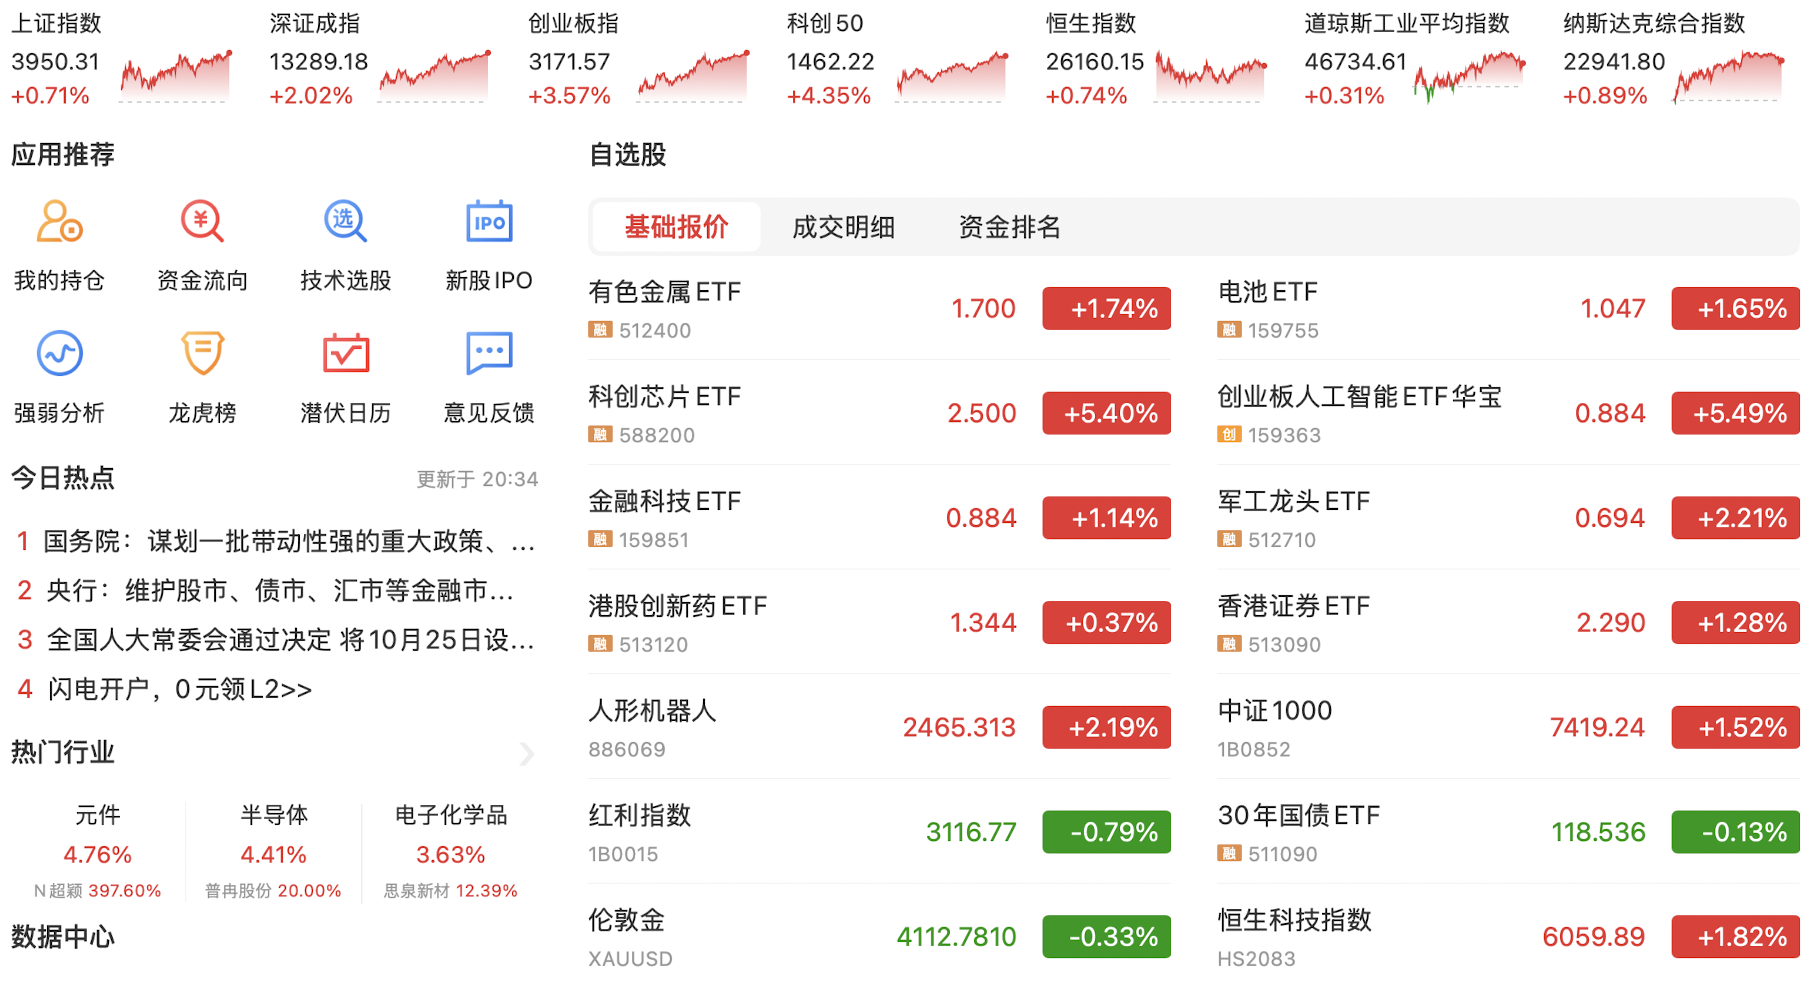 上证指数
3950.31
+0.71%
深证成指
13289.18
+2.02%
创业板指
3171.57
+3.57%
科创50
1462.22
+4.35%
恒生指数
26160.15
+0.74%
道琼斯工业平均指数
46734.61
+0.31%
纳斯达克综合指数
22941.80
+0.89%
应用推荐
¥
选
IPO
我的持仓
资金流向
技术选股
新股IPO
强弱分析
龙虎榜
潜伏日历
意见反馈
今日热点
更新于 20:34
1 国务院：谋划一批带动性强的重大政策、...
2 央行：维护股市、债市、汇市等金融市...
3 全国人大常委会通过决定 将10月25日设...
4 闪电开户，0元领L2>>
热门行业
元件
4.76%
N超颖 397.60%
半导体
4.41%
普冉股份 20.00%
电子化学品
3.63%
思泉新材 12.39%
数据中心
自选股
基础报价 成交明细 资金排名
有色金属ETF
融 512400
1.700 +1.74%
电池ETF
融 159755
1.047 +1.65%
科创芯片ETF
融 588200
2.500 +5.40%
创业板人工智能ETF华宝
创 159363
0.884 +5.49%
金融科技ETF
融 159851
0.884 +1.14%
军工龙头ETF
融 512710
0.694 +2.21%
港股创新药ETF
融 513120
1.344 +0.37%
香港证券ETF
融 513090
2.290 +1.28%
人形机器人
886069
2465.313 +2.19%
中证1000
1B0852
7419.24 +1.52%
红利指数
1B0015
3116.77 -0.79%
30年国债ETF
融 511090
118.536 -0.13%
伦敦金
XAUUSD
4112.7810 -0.33%
恒生科技指数
HS2083
6059.89 +1.82%